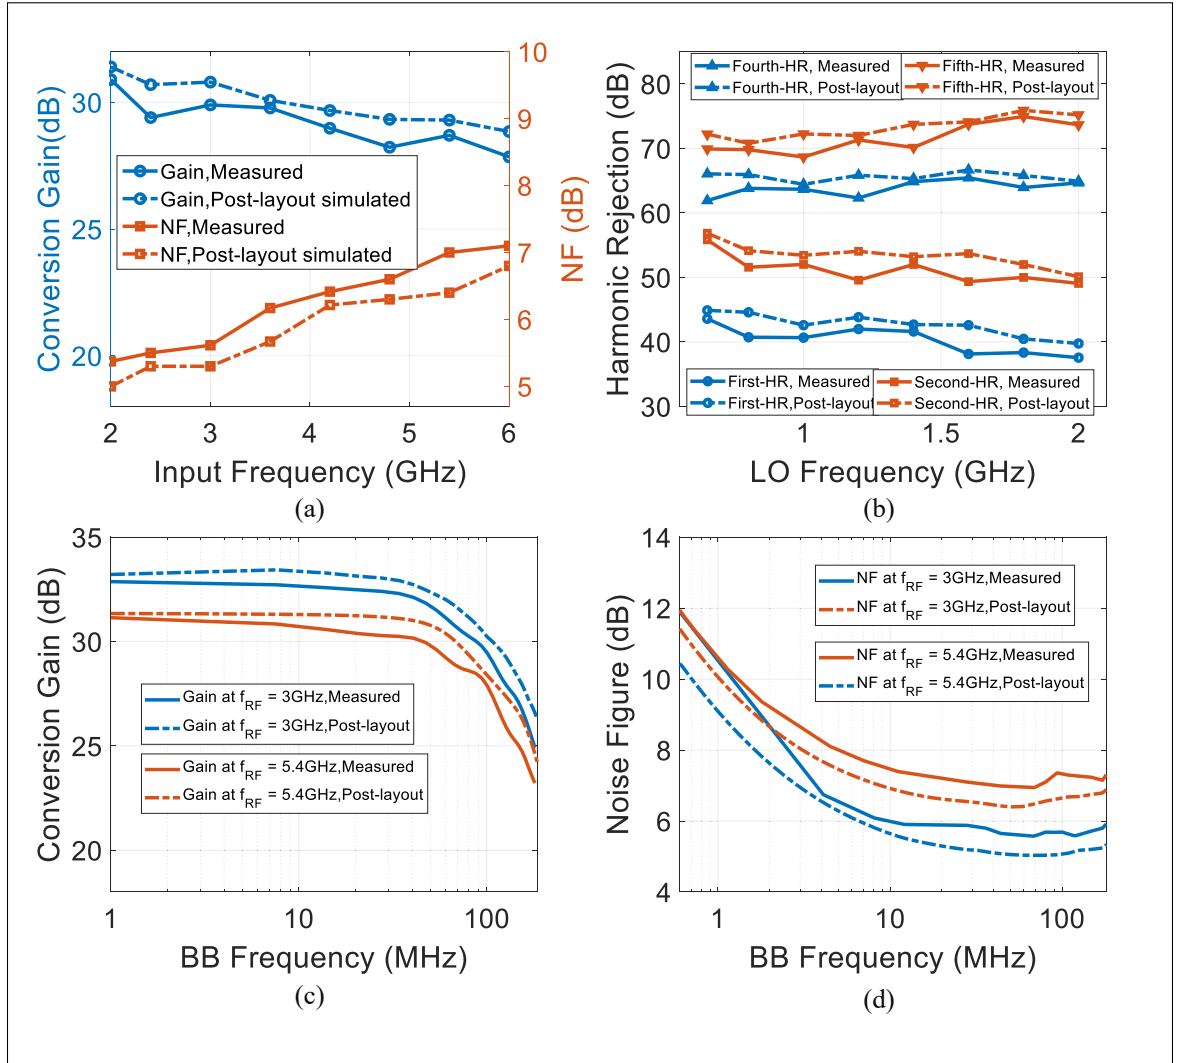 Conversion Gain(dB)
30
25
20
10
9
8
7
6
5
NF (dB)
Gain,Measured
Gain,Post-layout simulated
NF,Measured
NF,Post-layout simulated
2 3 4 5 6
Input Frequency (GHz)
(a)
Harmonic Rejection (dB)
80
70
60
50
40
30
Fourth-HR, Measured
Fourth-HR, Post-layout
Fifth-HR, Measured
Fifth-HR, Post-layout
First-HR, Measured
First-HR,Post-layout
Second-HR, Measured
Second-HR, Post-layout
1 1.5 2
LO Frequency (GHz)
(b)
Conversion Gain (dB)
35
30
25
20
Gain at fRF = 3GHz,Measured
Gain at fRF = 3GHz,Post-layout
Gain at fRF = 5.4GHz,Measured
Gain at fRF = 5.4GHz,Post-layout
1 10 100
BB Frequency (MHz)
(c)
Noise Figure (dB)
14
12
10
8
6
4
NF at fRF = 3GHz,Measured
NF at fRF = 3GHz,Post-layout
NF at fRF = 5.4GHz,Measured
NF at fRF = 5.4GHz,Post-layout
1 10 100
BB Frequency (MHz)
(d)